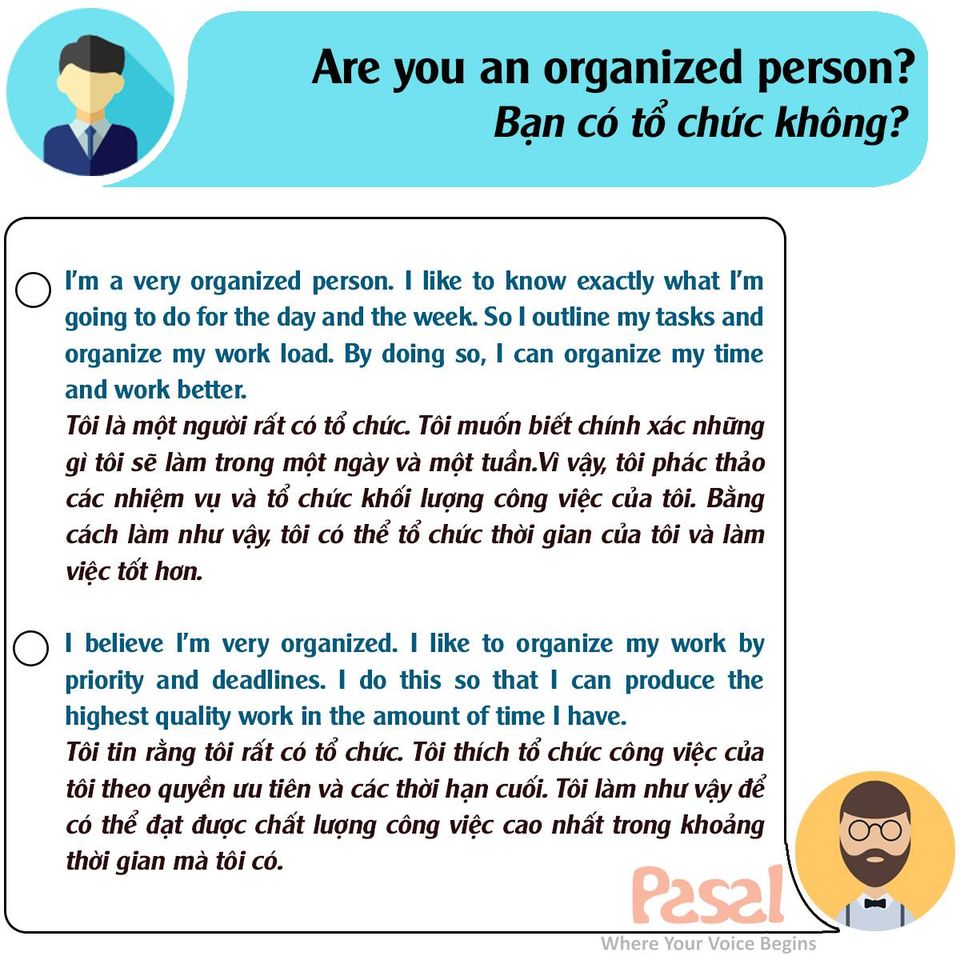 Are you an organized person?
Bạn có tổ chức không?
I'm a very organized person. I like to know exactly what I'm
going to do for the day and the week. So I outline my tasks and
organize my work load. By doing so, I can organize my time
and work better.
Tôi là một người rất có tổ chức. Tôi muốn biết chính xác những
gì tôi sẽ làm trong một ngày và một tuần.Vì vậy, tôi phác thảo
các nhiệm vụ và tổ chức khối lượng công việc của tôi. Bằng
cách làm như vậy, tôi có thể tổ chức thời gian của tôi và làm
việc tốt hơn.
I believe I'm very organized. I like to organize my work by
priority and deadlines. I do this so that I can produce the
highest quality work in the amount of time I have.
Tôi tin rằng tôi rất có tổ chức. Tôi thích tổ chức công việc của
tôi theo quyền ưu tiên và các thời hạn cuối. Tôi làm như vậy để
có thể đạt được chất lượng công việc cao nhất trong khoảng
thời gian mà tôi có.
Pasal
Where Your Voice Begins